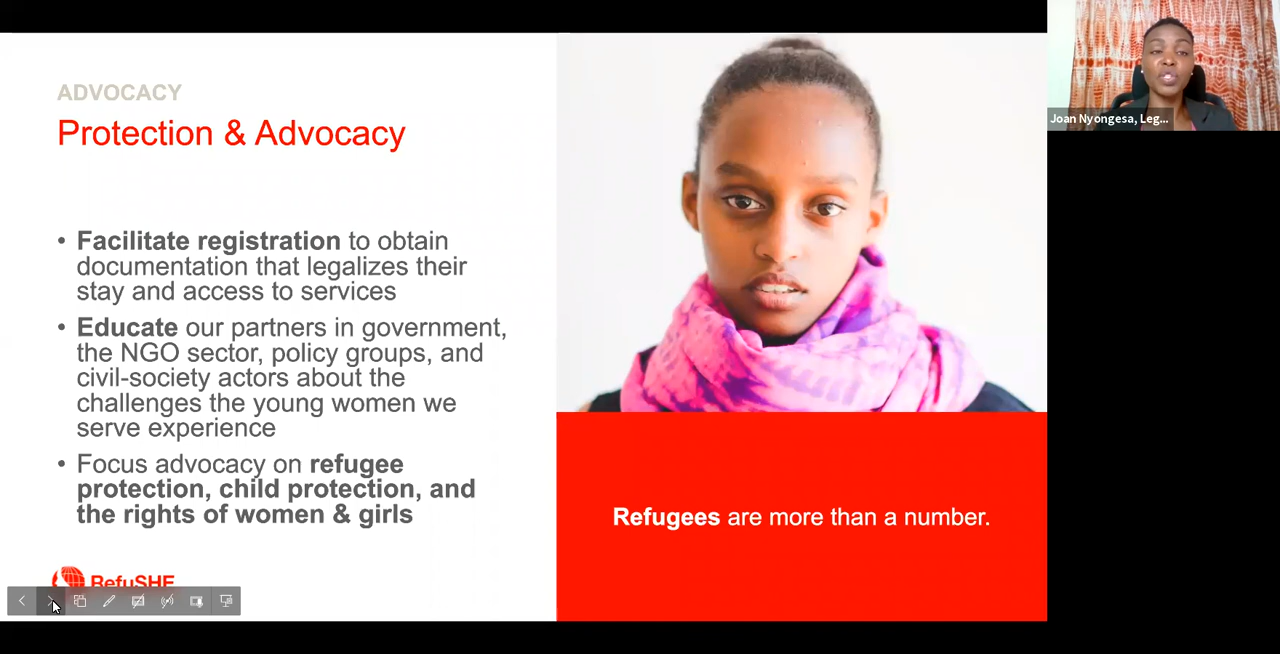 ADVOCACY
Protection & Advocacy
• Facilitate registration to obtain
documentation that legalizes their
stay and access to services
• Educate our partners in government,
the NGO sector, policy groups, and
civil-society actors about the
challenges the young women we
serve experience
• Focus advocacy on refugee
protection, child protection, and
the rights of women & girls
RefuSHE
Refugees are more than a number.
Joan Nyongesa, Leg...